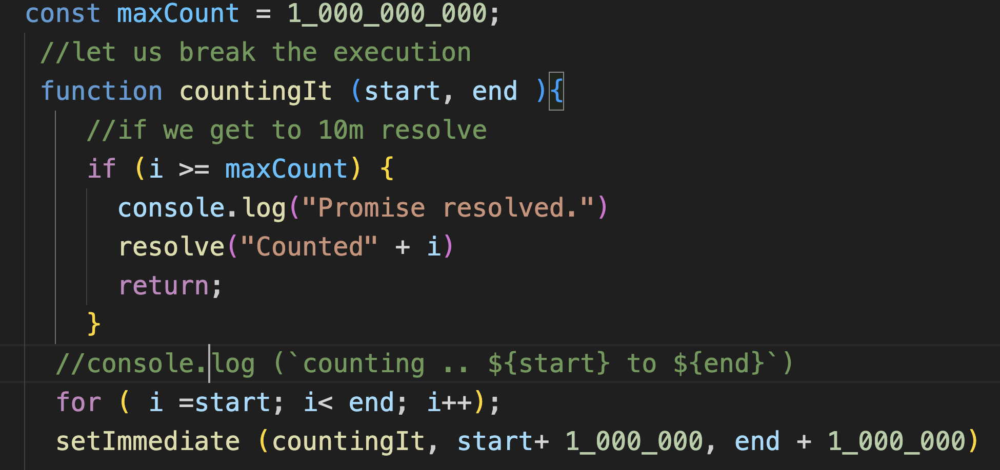 const maxCount = 1_000_000_000;
//let us break the execution
function countingIt (start, end ){
//if we get to 10m resolve
if (i >= maxCount) {
console.log("Promise resolved.")
resolve("Counted" + i)
return;
}
//console.log (`counting .. ${start} to ${end}`)
for ( i =start; i< end; i++);
setImmediate (countingIt, start+ 1_000_000, end + 1_000_000)